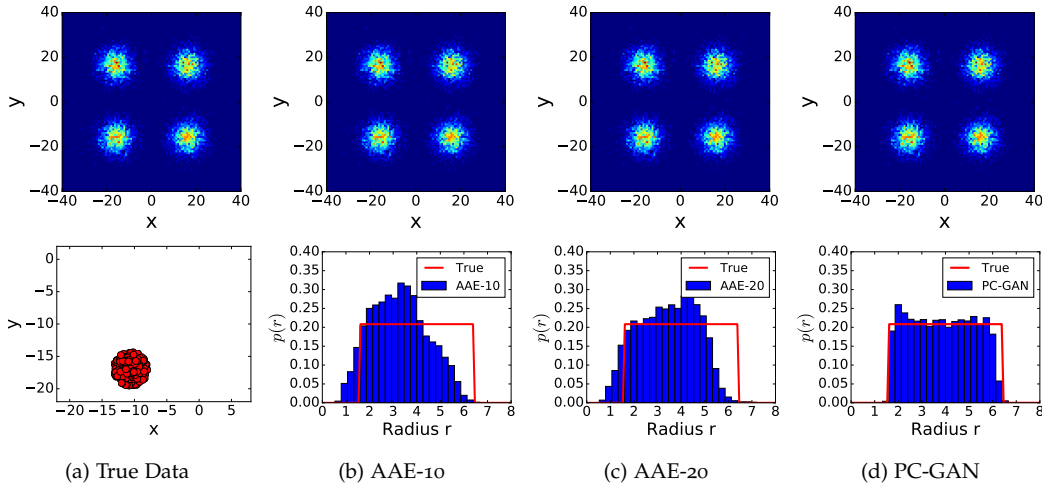 40
20
0
−20
−40
y
−40 −20 0 20 40
x
40
20
0
−20
−40
y
−40 −20 0 20 40
x
40
20
0
−20
−40
y
−40 −20 0 20 40
x
40
20
0
−20
−40
y
−40 −20 0 20 40
x
0
−5
−10
−15
−20
y
−20 −15 −10 −5 0 5
x
0.40
0.35
0.30
0.25
0.20
0.15
0.10
0.05
0.00
p(r)
True
AAE-10
0 1 2 3 4 5 6 7 8
Radius r
0.40
0.35
0.30
0.25
0.20
0.15
0.10
0.05
0.00
p(r)
True
AAE-20
0 1 2 3 4 5 6 7 8
Radius r
0.40
0.35
0.30
0.25
0.20
0.15
0.10
0.05
0.00
p(r)
True
PC-GAN
0 1 2 3 4 5 6 7 8
Radius r
(a) True Data
(b) AAE-10
(c) AAE-20
(d) PC-GAN